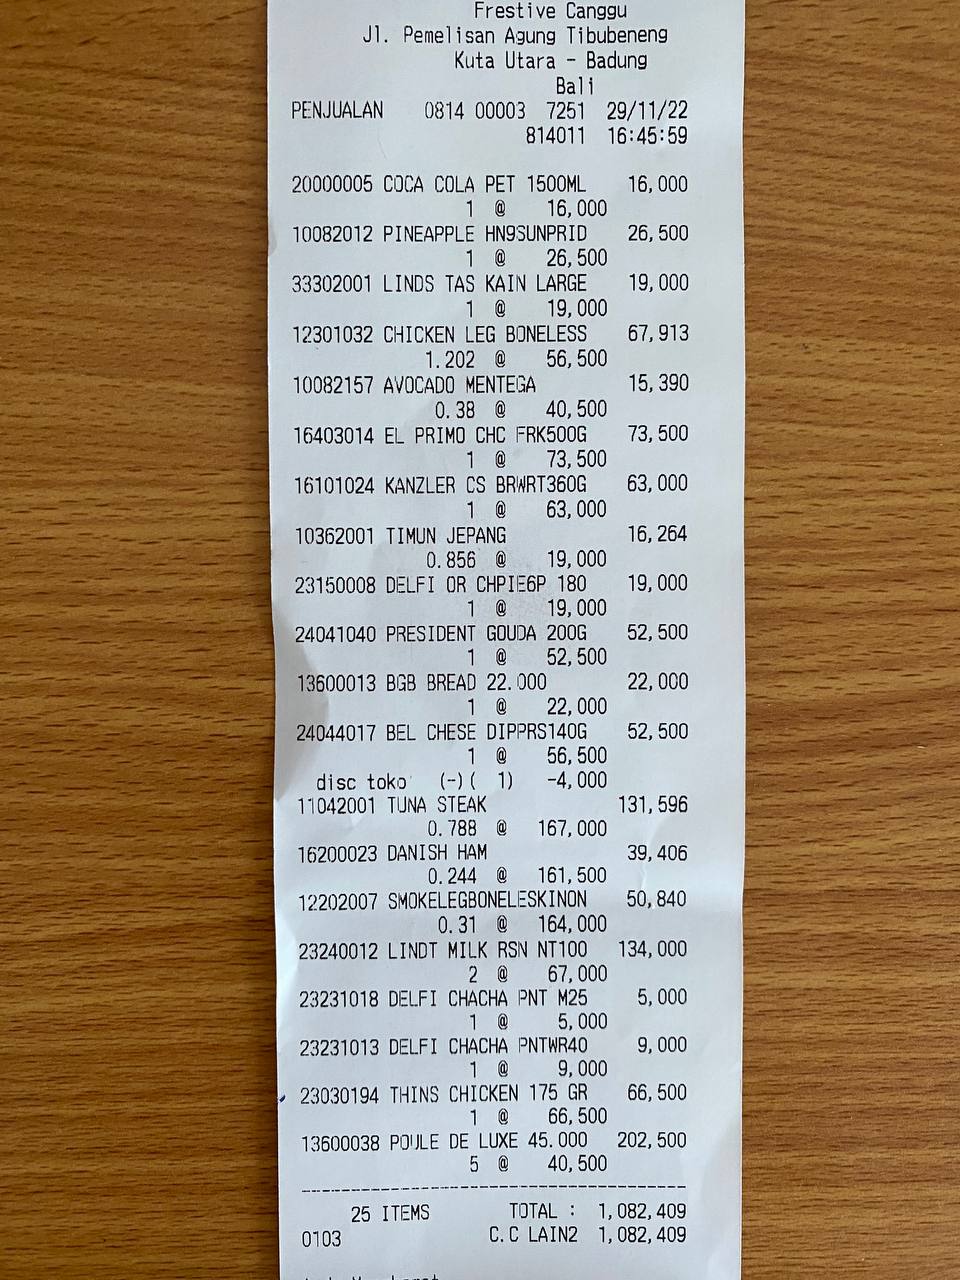 Frestive Canggu
Jl. Pemelisan Agung Tibubeneng
Kuta Utara - Badung
Bali
PENJUALAN 0814 00003 7251 29/11/22
814011 16:45:59
20000005 COCA COLA PET 1500ML 16,000
1 @ 16,000
10082012 PINEAPPLE HN9SUNPRID 26,500
1 @ 26,500
33302001 LINDS TAS KAIN LARGE 19,000
1 @ 19,000
12301032 CHICKEN LEG BONELESS 67,913
1.202 @ 56,500
10082157 AVOCADO MENTEGA 15,390
0.38 @ 40,500
16403014 EL PRIMO CHC FRK500G 73,500
1 @ 73,500
16101024 KANZLER CS BRWRT360G 63,000
1 @ 63,000
10362001 TIMUN JEPANG 16,264
0.856 @ 19,000
23150008 DELFI OR CHPIE6P 180 19,000
1 @ 19,000
24041040 PRESIDENT GOUDA 200G 52,500
1 @ 52,500
13600013 BGB BREAD 22.000 22,000
1 @ 22,000
24044017 BEL CHESE DIPPRS140G 52,500
1 @ 56,500
disc toko (-)( 1) -4,000
11042001 TUNA STEAK 131,596
0.788 @ 167,000
16200023 DANISH HAM 39,406
0.244 @ 161,500
12202007 SMOKELEGBONELESKINON 50,840
0.31 @ 164,000
23240012 LINDT MILK RSN NT100 134,000
2 @ 67,000
23231018 DELFI CHACHA PNT M25 5,000
1 @ 5,000
23231013 DELFI CHACHA PNTWR40 9,000
1 @ 9,000
23030194 THINS CHICKEN 175 GR 66,500
1 @ 66,500
13600038 POULE DE LUXE 45.000 202,500
5 @ 40,500
25 ITEMS TOTAL : 1,082,409
0103 C.C LAIN2 1,082,409